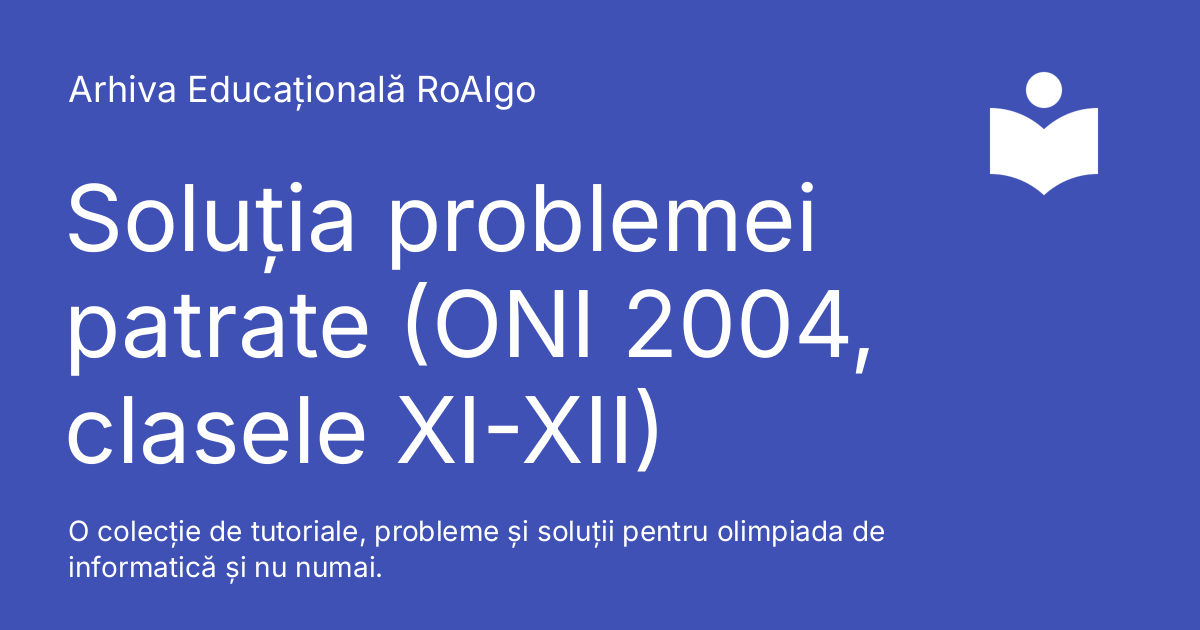 Arhiva Educațională RoAlgo
Soluția problemei
patrate (ONI 2004,
clasele XI-XII)
O colecție de tutoriale, probleme și soluții pentru olimpiada de
informatică și nu numai.